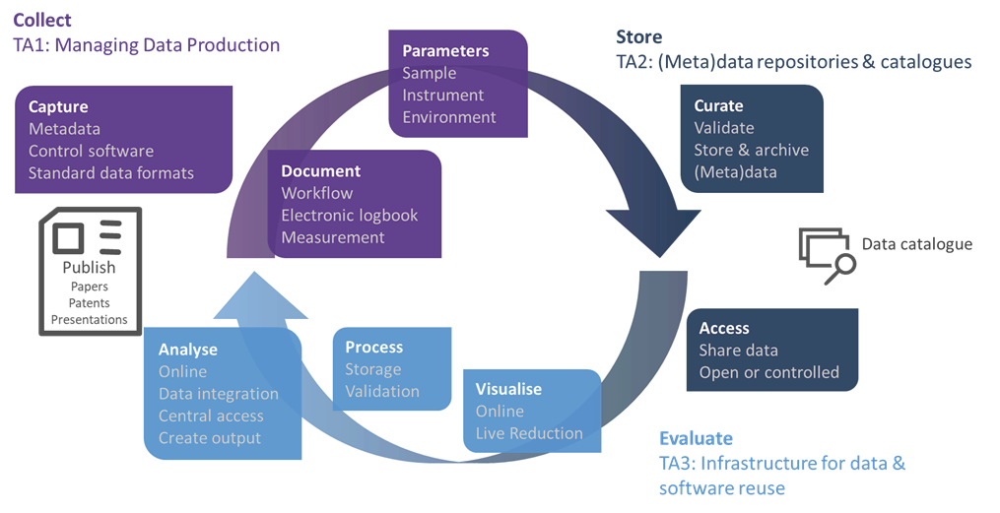 Collect
TA1: Managing Data Production
Capture
Metadata
Control software
Standard data formats
Parameters
Sample
Instrument
Environment
Document
Workflow
Electronic logbook
Measurement
Store
TA2: (Meta)data repositories & catalogues
Curate
Validate
Store & archive
(Meta)data
Data catalogue
Access
Share data
Open or controlled
Evaluate
TA3: Infrastructure for data &
software reuse
Visualise
Online
Live Reduction
Process
Storage
Validation
Analyse
Online
Data integration
Central access
Create output
Publish
Papers
Patents
Presentations